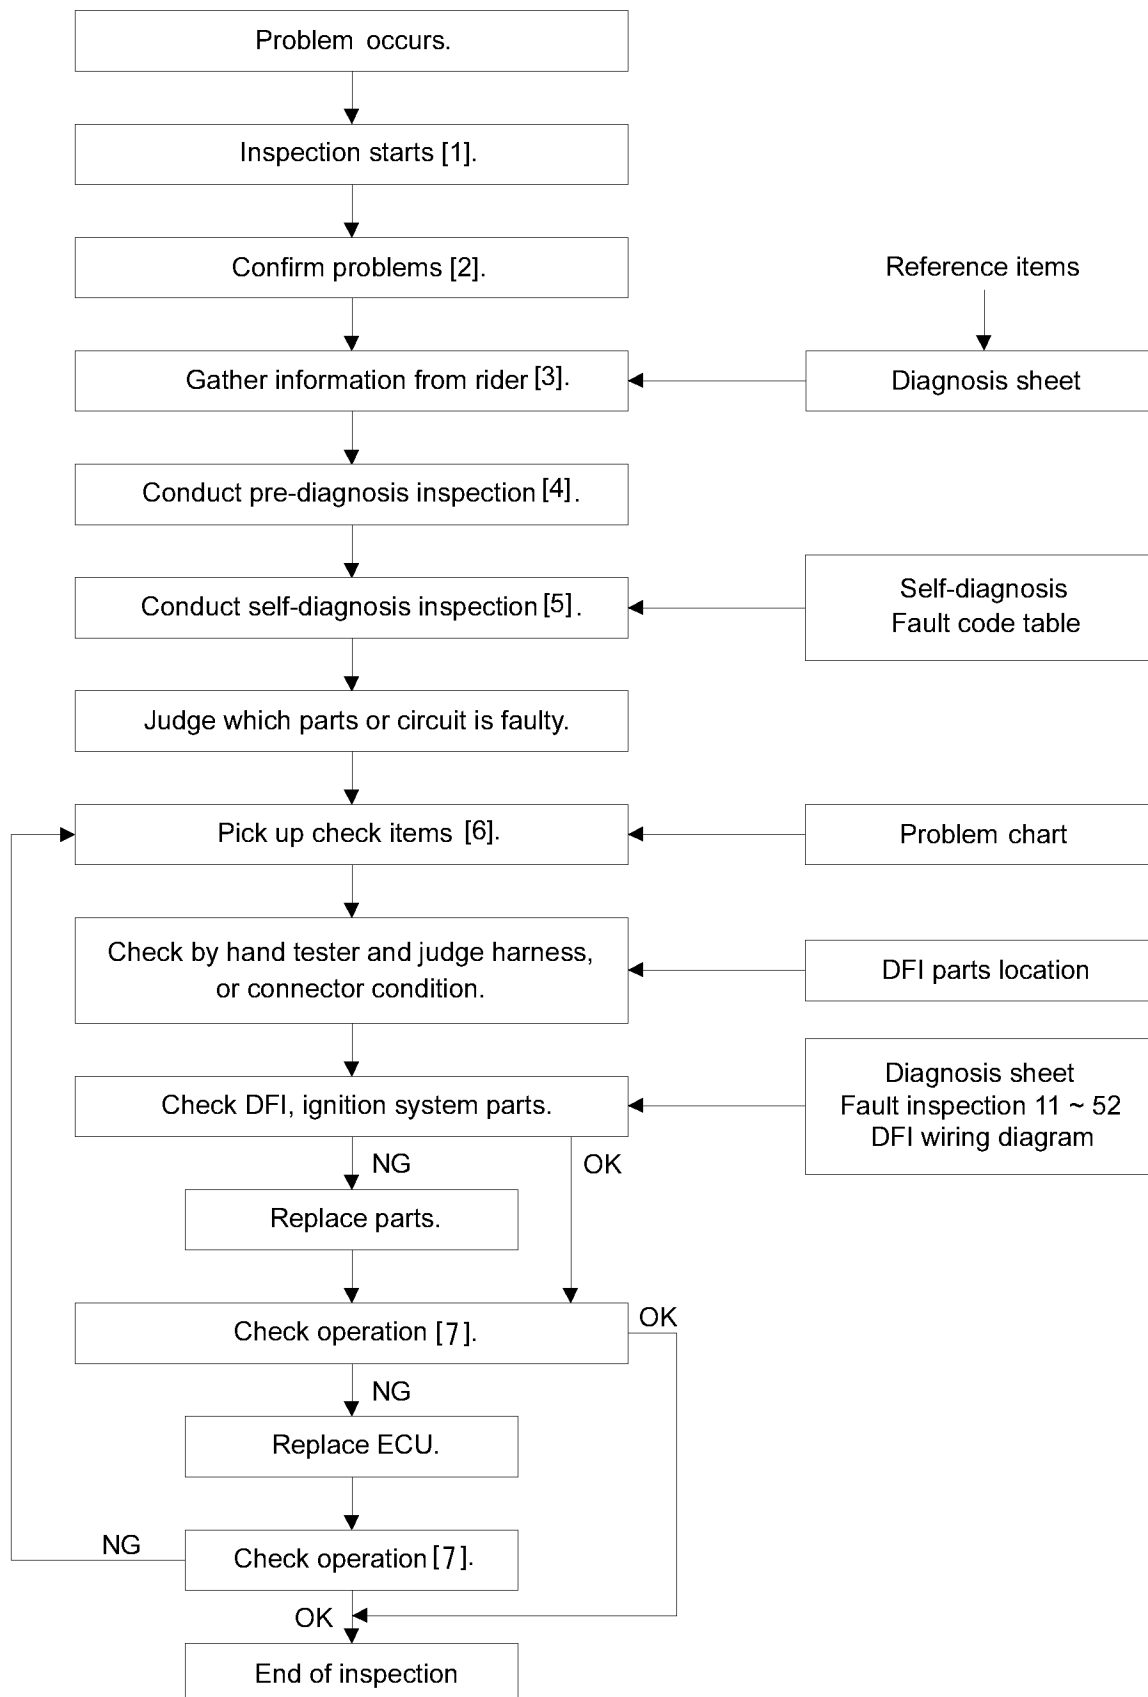 Problem occurs.
Inspection starts [1].
Confirm problems [2].
Reference items
Gather information from rider [3].
Diagnosis sheet
Conduct pre-diagnosis inspection [4].
Conduct self-diagnosis inspection [5].
Self-diagnosis
Fault code table
Judge which parts or circuit is faulty.
Pick up check items [6].
Problem chart
Check by hand tester and judge harness,
or connector condition.
DFI parts location
Check DFI, ignition system parts.
Diagnosis sheet
Fault inspection 11 ~ 52
DFI wiring diagram
NG
OK
Replace parts.
Check operation [7].
OK
NG
Replace ECU.
NG
Check operation [7].
OK
End of inspection